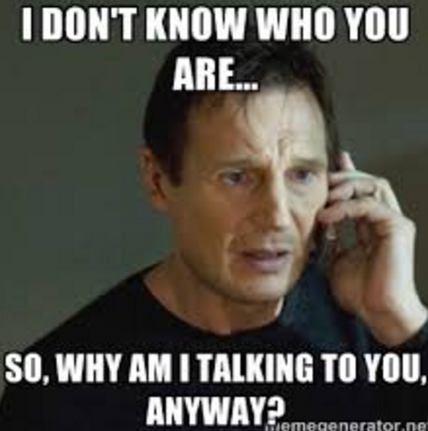 I DON'T KNOW WHO YOU
ARE...
SO, WHY AM I TALKING TO YOU,
ANYWAY?
memegenerator.net